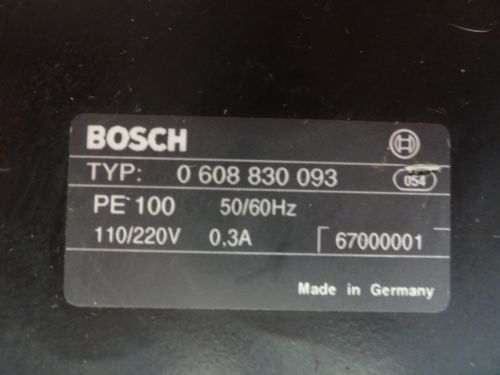 BOSCH
TYP: 0 608 830 093
054
PE 100 50/60Hz
110/220V 0,3A 67000001
Made in Germany